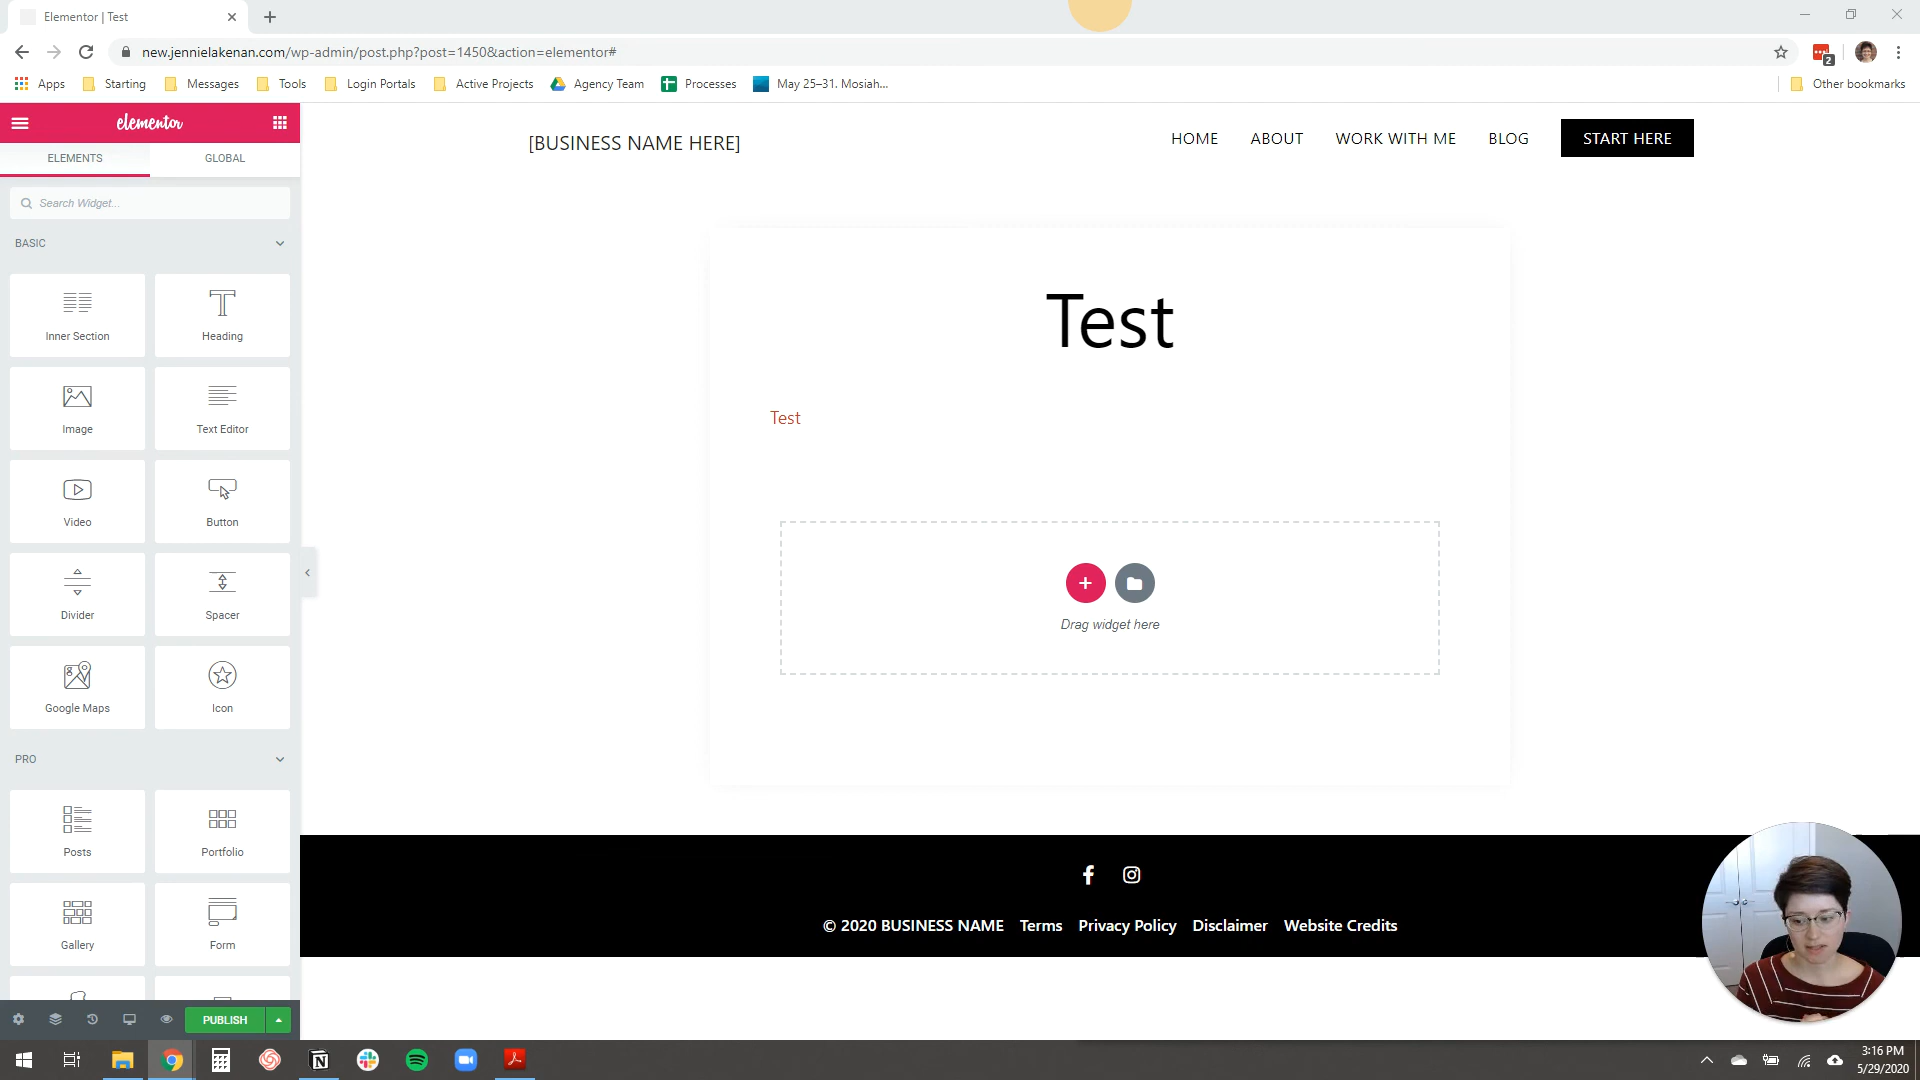 Elementor | Test
new.jennielakenan.com/wp-admin/post.php?post=1450&action=elementor#
2
Apps Starting Messages Tools Login Portals Active Projects Agency Team Processes May 25–31. Mosiah... Other bookmarks
elementor
ELEMENTS GLOBAL
Search Widget...
BASIC
Inner Section Heading
Image Text Editor
Video Button
Divider Spacer
Google Maps Icon
PRO
Posts Portfolio
Gallery Form
PUBLISH
[BUSINESS NAME HERE] HOME ABOUT WORK WITH ME BLOG START HERE
Test
Test
Drag widget here
© 2020 BUSINESS NAME Terms Privacy Policy Disclaimer Website Credits
3:16 PM
5/29/2020